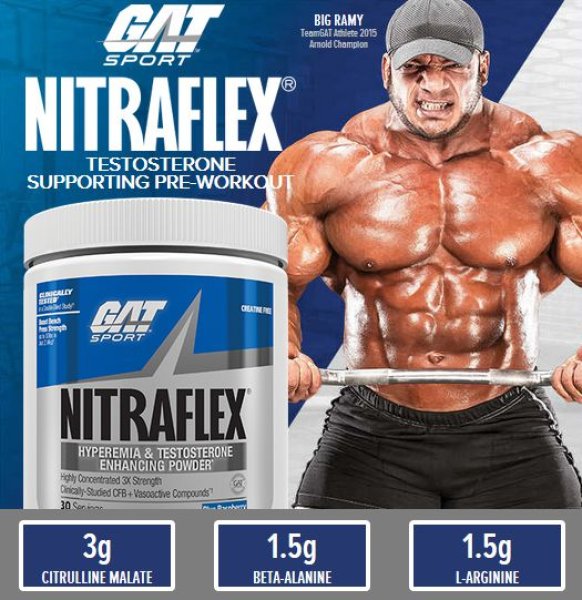 GAT
SPORT
BIG RAMY
TeamGAT Athlete 2015
Arnold Champion
NITRAFLEX®
TESTOSTERONE
SUPPORTING PRE-WORKOUT
CLINICALLY
TESTED
CREATINE FREE
GAT
SPORT
NITRAFLEX®
HYPEREMIA & TESTOSTERONE
ENHANCING POWDER
Highly Concentrated 3X Strength
Clinically-Studied CFB + Vasoactive Compounds
30
Blue Raspberry
3g
CITRULLINE MALATE
1.5g
BETA-ALANINE
1.5g
L-ARGININE